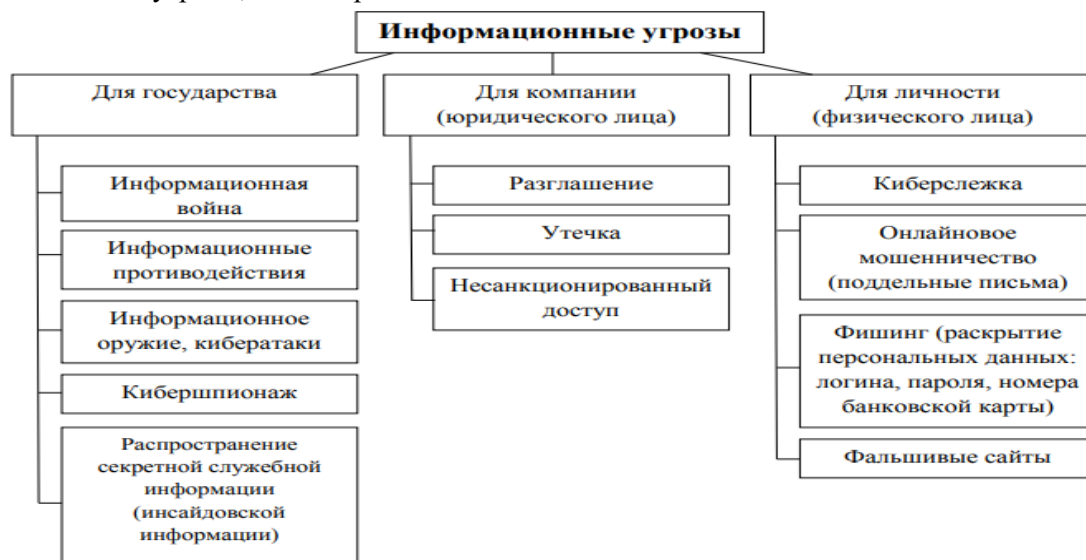 Информационные угрозы
Для государства
Информационная
война
Информационные
противодействия
Информационное
оружие, кибератаки
Кибершпионаж
Распространение
секретной служебной
информации
(инсайдовской
информации)
Для компании
(юридического лица)
Разглашение
Утечка
Несанкционированный
доступ
Для личности
(физического лица)
Киберслежка
Онлайновое
мошенничество
(поддельные письма)
Фишинг (раскрытие
персональных данных:
логина, пароля, номера
банковской карты)
Фальшивые сайты